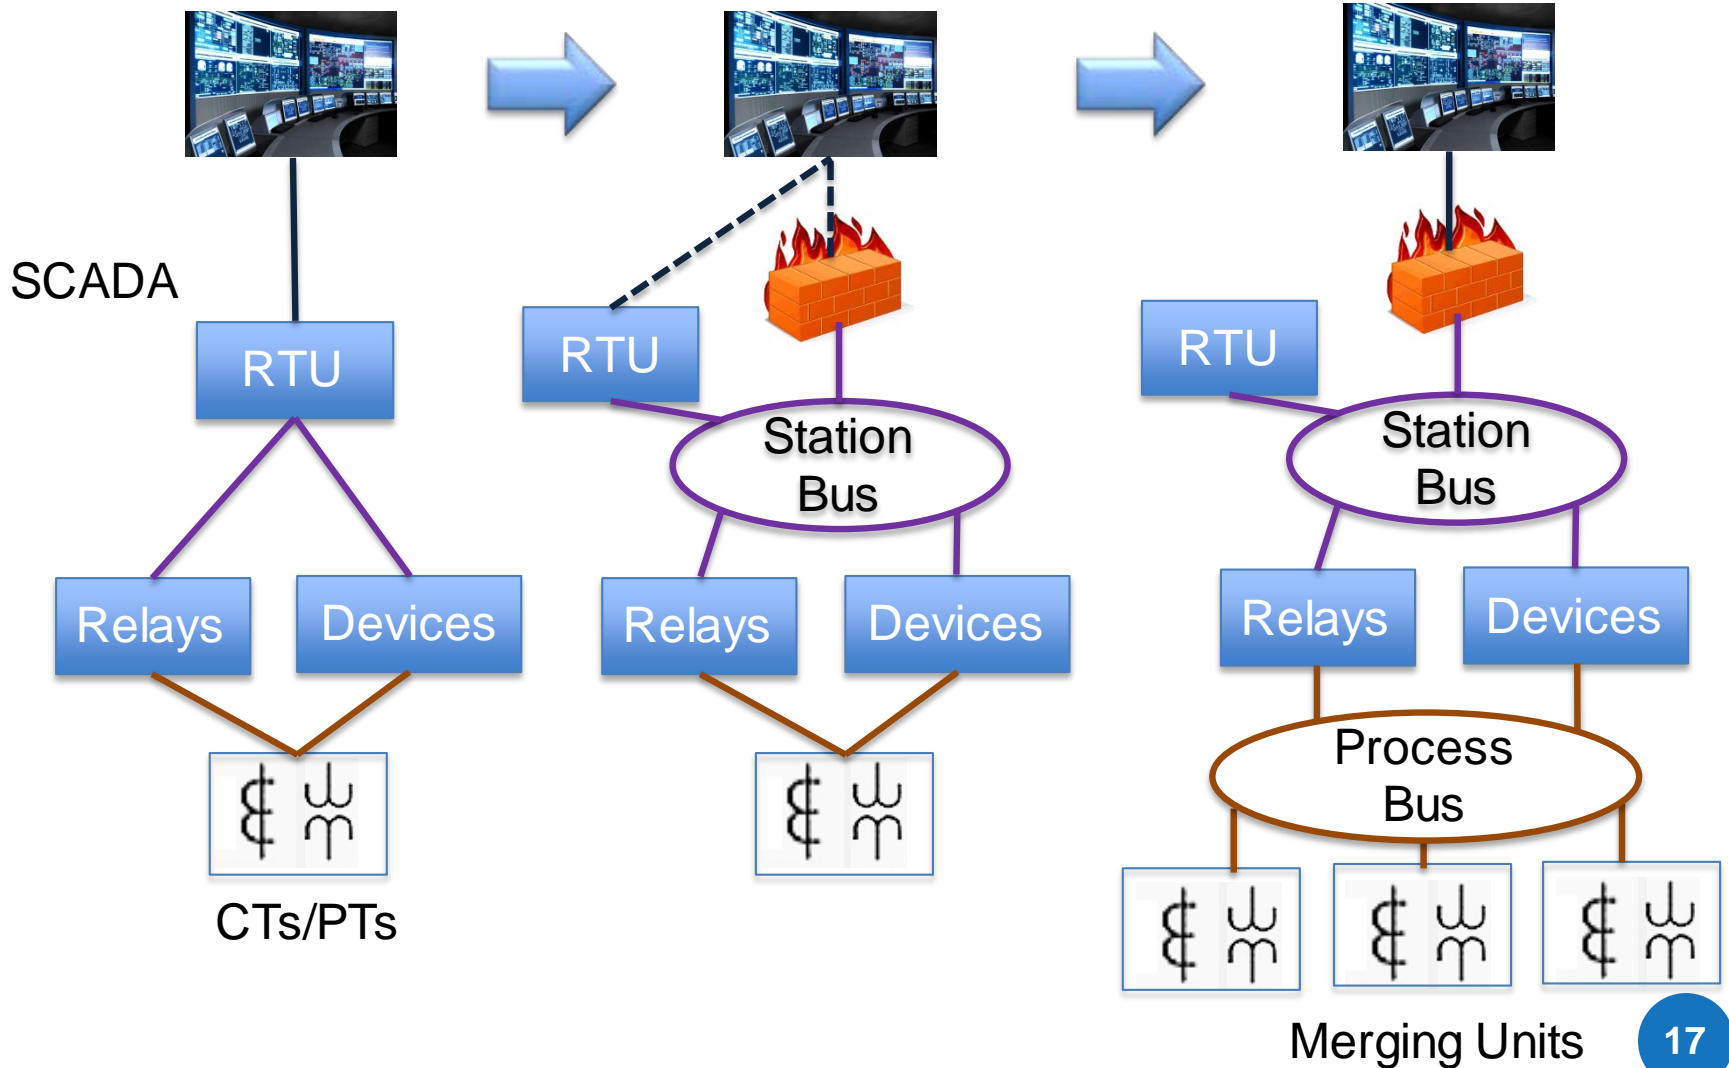 SCADA
RTU
Relays
Devices
CTs/PTs
RTU
Station
Bus
Relays
Devices
RTU
Station
Bus
Relays
Devices
Process
Bus
Merging Units
17